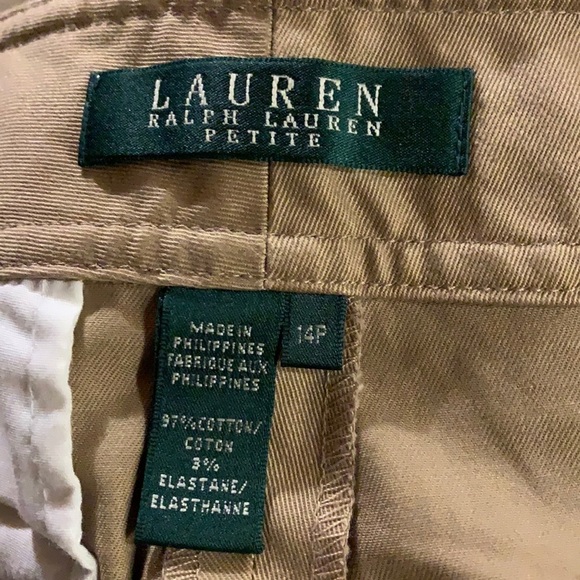 LAUREN
RALPH LAUREN
PETITE
MADE IN
PHILIPPINES
FABRIQUE AUX
PHILIPPINES
97% COTTON/
COTON
3%
ELASTANE/
ELASTHANNE
14P